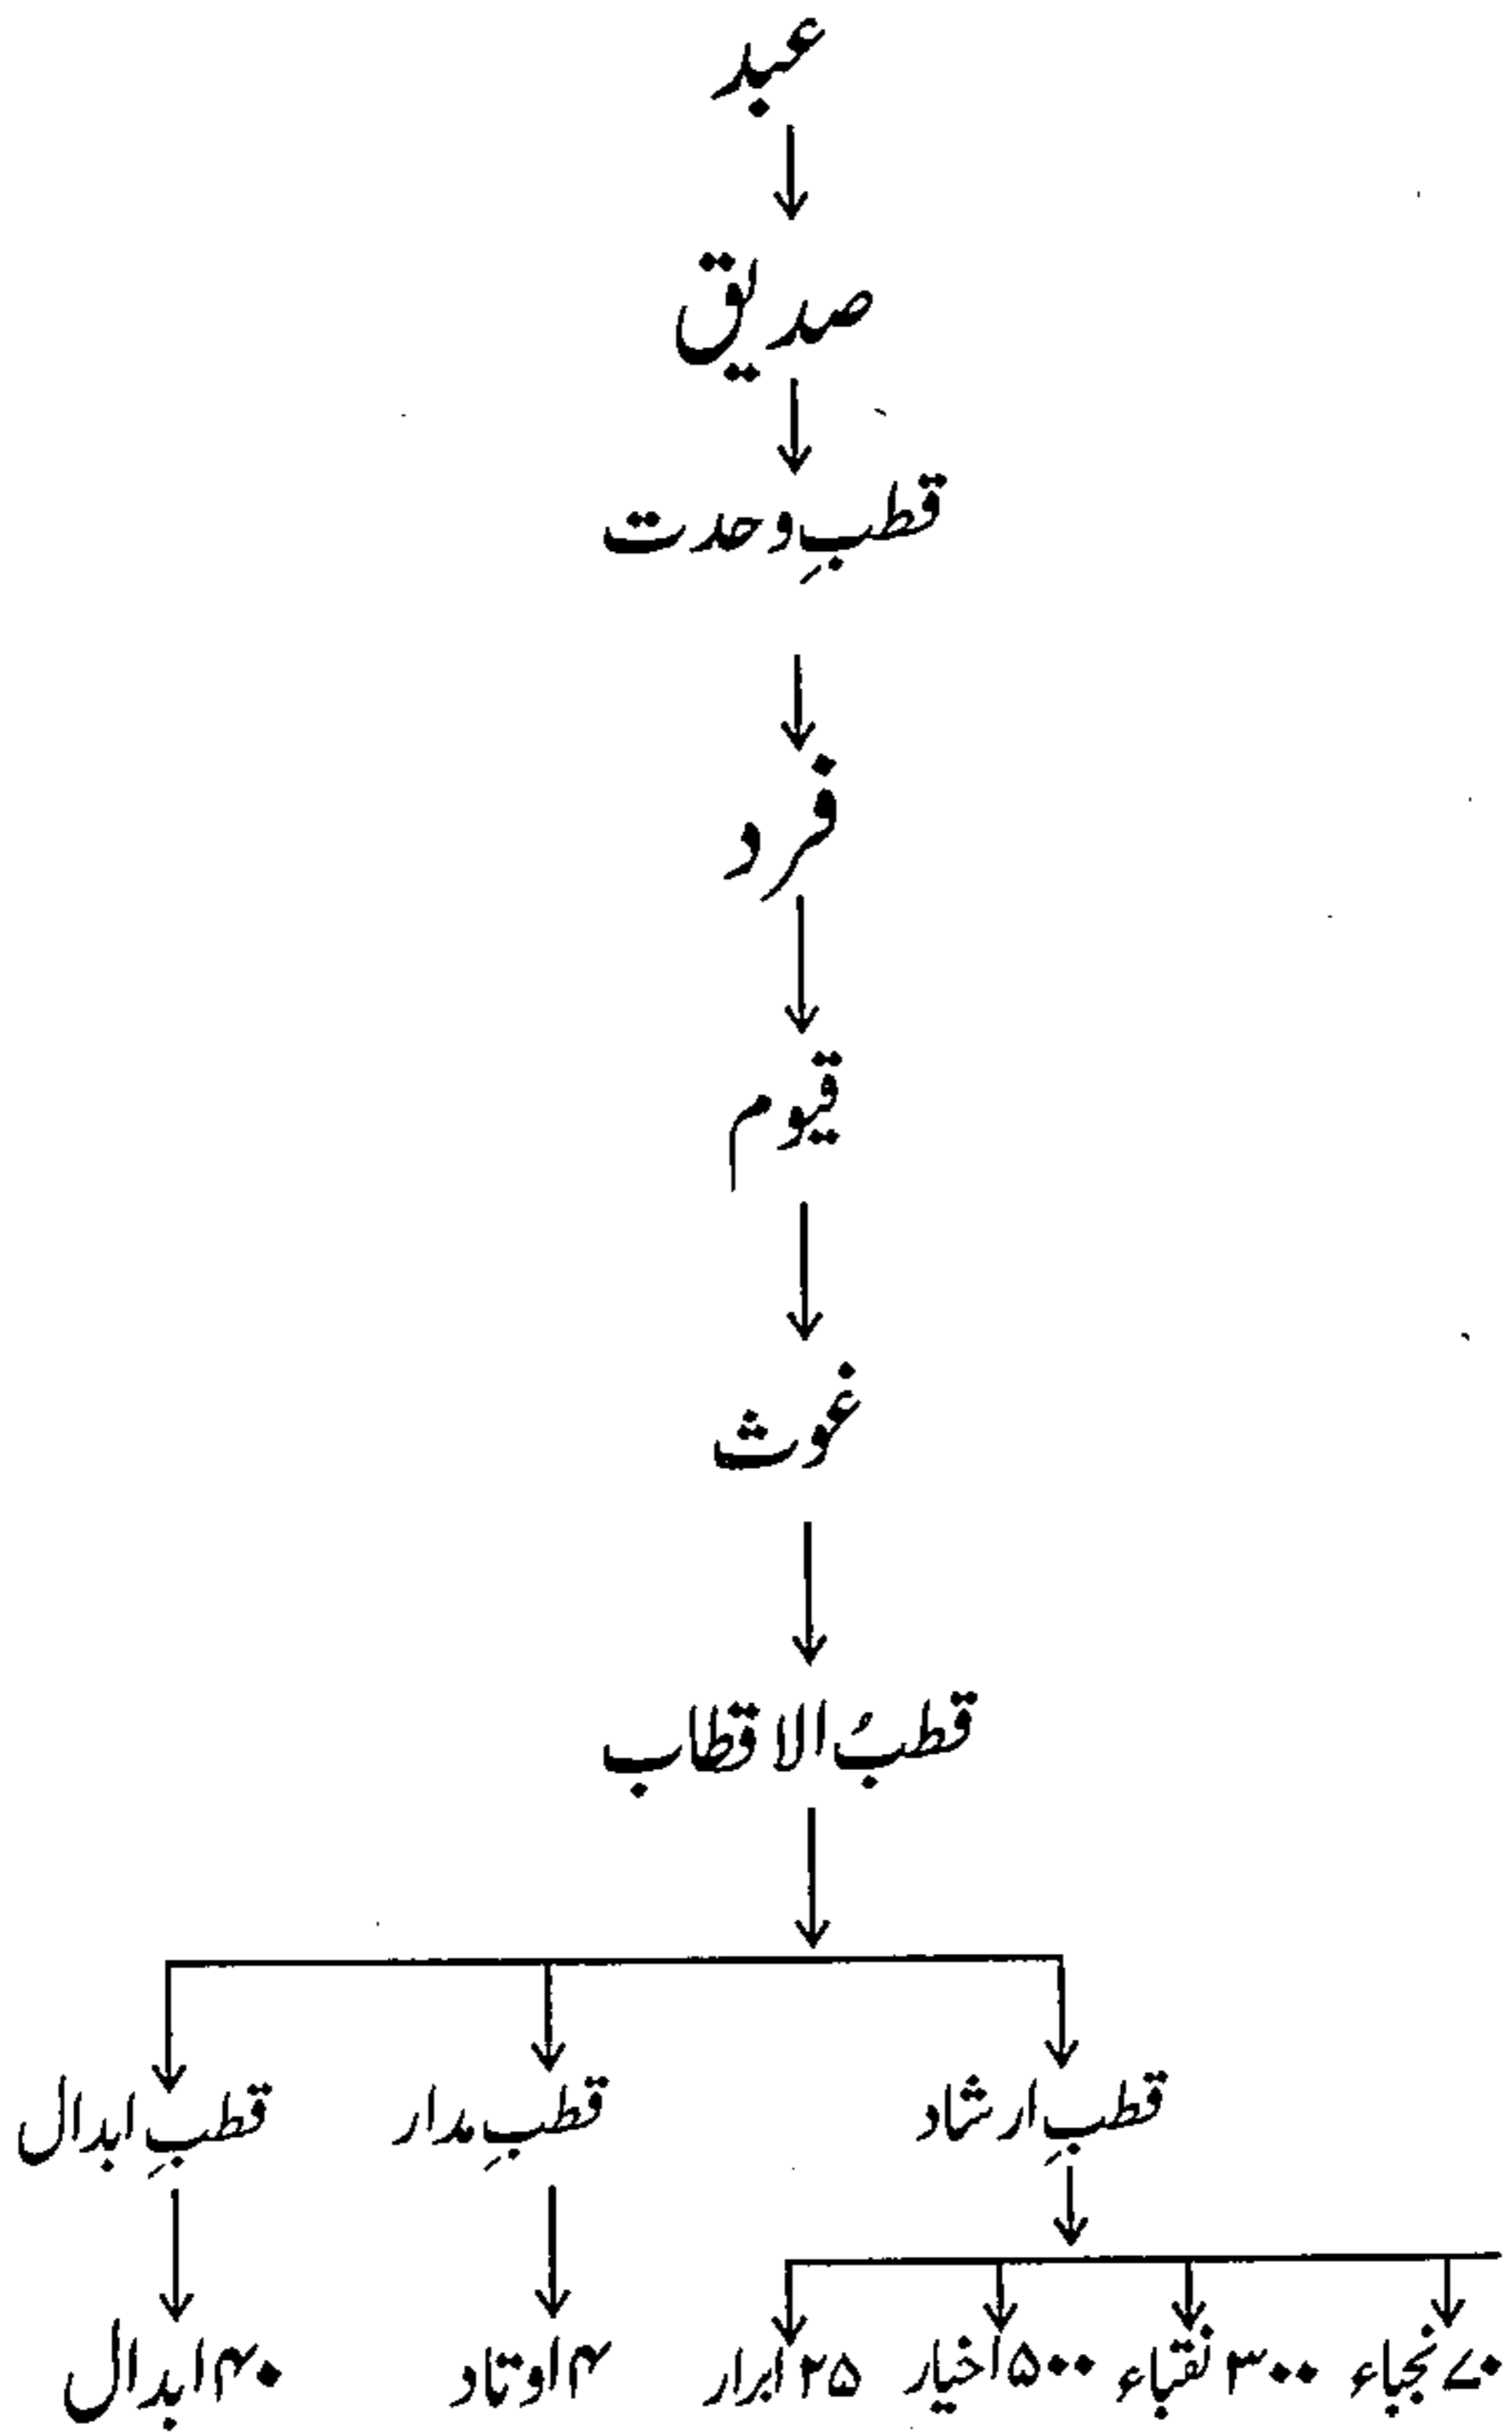 عبد
صدیق
قطبِ وحدت
فرد
قیوم
غوث
قطبُ الاقطاب
قطبِ ارشاد قطبِ مدار قطبِ ابدال
۷۰ نجباء ۳۰۰ نقباء ۵۰۰ اخیار ۲۵ ابرار ۴ اوتاد ۴۰ ابدال